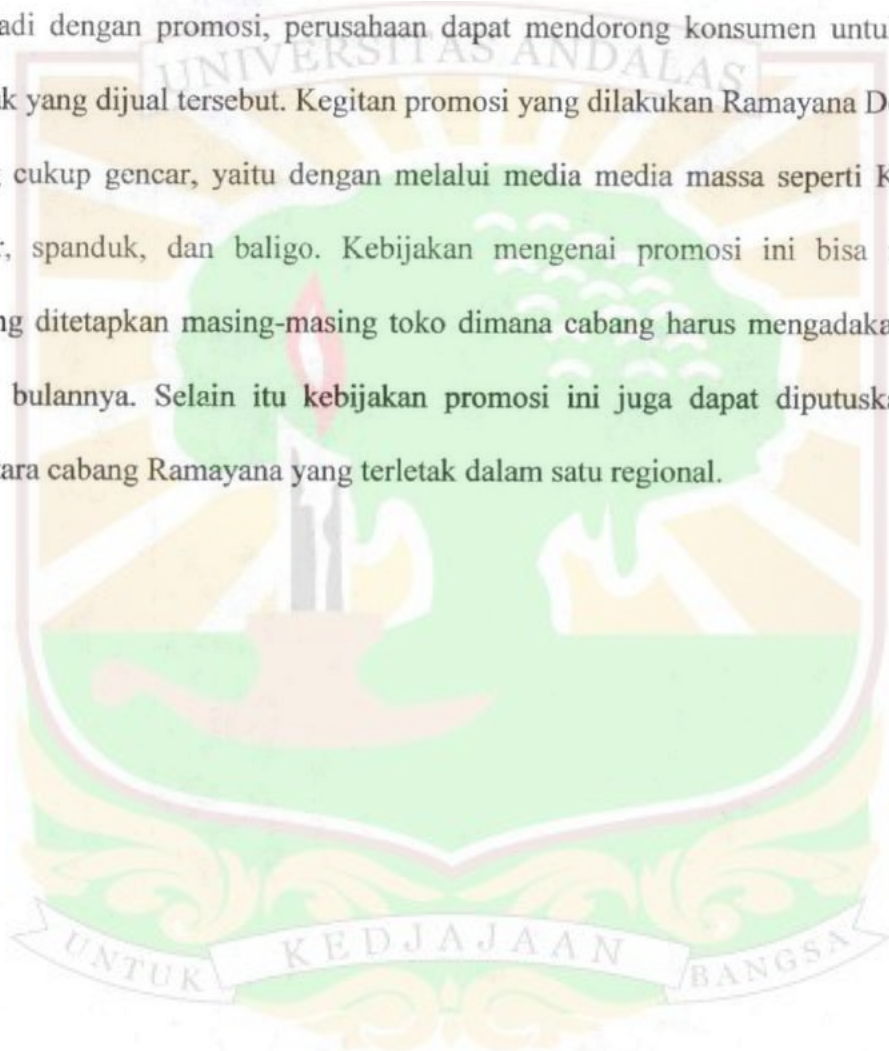 UNIVERSITAS ANDALAS
adi dengan promosi, perusahaan dapat mendorong konsumen untu
k yang dijual tersebut. Kegitan promosi yang dilakukan Ramayana D
cukup gencar, yaitu dengan melalui media media massa seperti K
r, spanduk, dan baligo. Kebijakan mengenai promosi ini bisa
ng ditetapkan masing-masing toko dimana cabang harus mengadaka
bulannya. Selain itu kebijakan promosi ini juga dapat diputuska
tara cabang Ramayana yang terletak dalam satu regional.
UNTUK KEDJAJAAN BANGSA